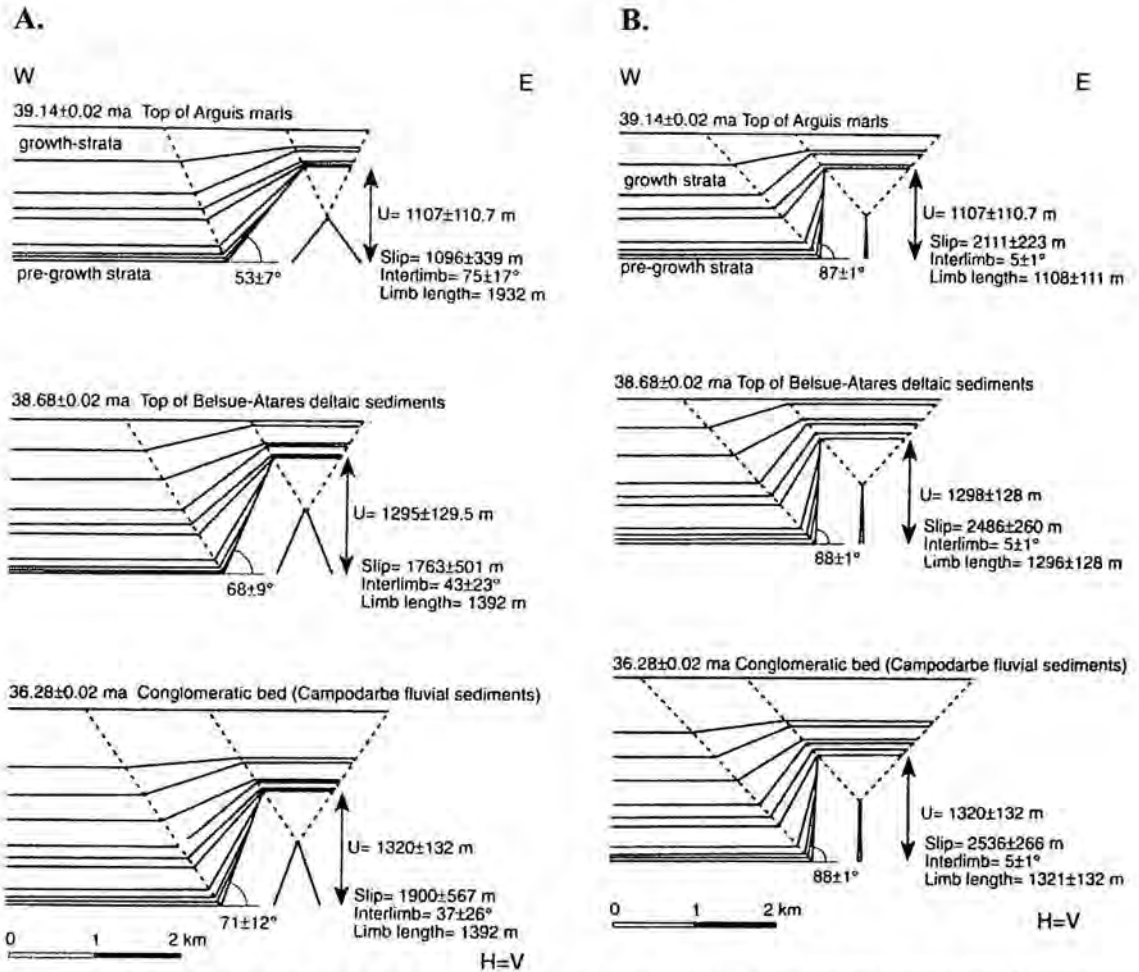 A.
W E
39.14±0.02 ma Top of Arguis marls
growth-strata
U= 1107±110.7 m
Slip= 1096±339 m
pre-growth strata
53±7°
Interlimb= 75±17°
Limb length= 1932 m
38.68±0.02 ma Top of Belsue-Atares deltaic sediments
U= 1295±129.5 m
Slip= 1763±501 m
68±9°
Interlimb= 43±23°
Limb length= 1392 m
36.28±0.02 ma Conglomeratic bed (Campodarbe fluvial sediments)
U= 1320±132 m
Slip= 1900±567 m
71±12°
Interlimb= 37±26°
Limb length= 1392 m
0 1 2 km
H=V
B.
W E
39.14±0.02 ma Top of Arguis marls
growth strata
U= 1107±110.7 m
Slip= 2111±223 m
pre-growth strata
87±1°
Interlimb= 5±1°
Limb length= 1108±111 m
38.68±0.02 ma Top of Belsue-Atares deltaic sediments
U= 1298±128 m
Slip= 2486±260 m
88±1°
Interlimb= 5±1°
Limb length= 1296±128 m
36.28±0.02 ma Conglomeratic bed (Campodarbe fluvial sediments)
U= 1320±132 m
Slip= 2536±266 m
88±1°
Interlimb= 5±1°
Limb length= 1321±132 m
0 1 2 km
H=V